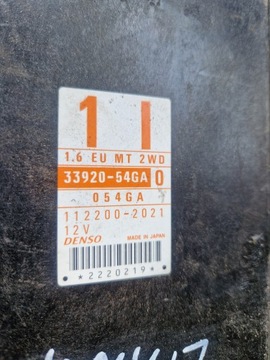 1 I
1.6 EU MT 2WD
33920-54GA 0
054GA
112200-2021
12V
DENSO MADE IN JAPAN
*2220219*